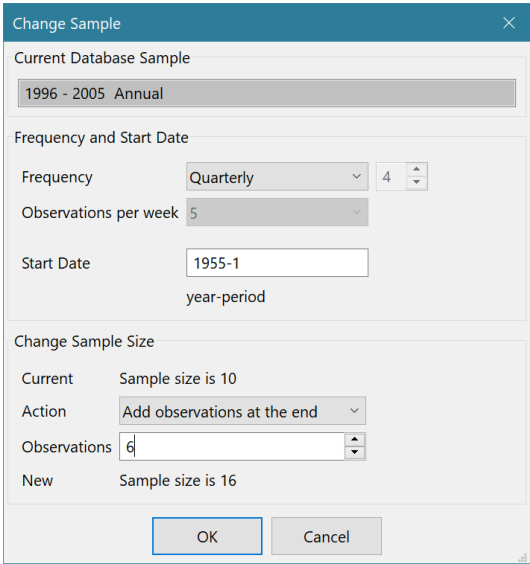 Change Sample
Current Database Sample
1996 - 2005 Annual
Frequency and Start Date
Frequency Quarterly 4
Observations per week 5
Start Date 1955-1
year-period
Change Sample Size
Current Sample size is 10
Action Add observations at the end
Observations 6
New Sample size is 16
OK Cancel